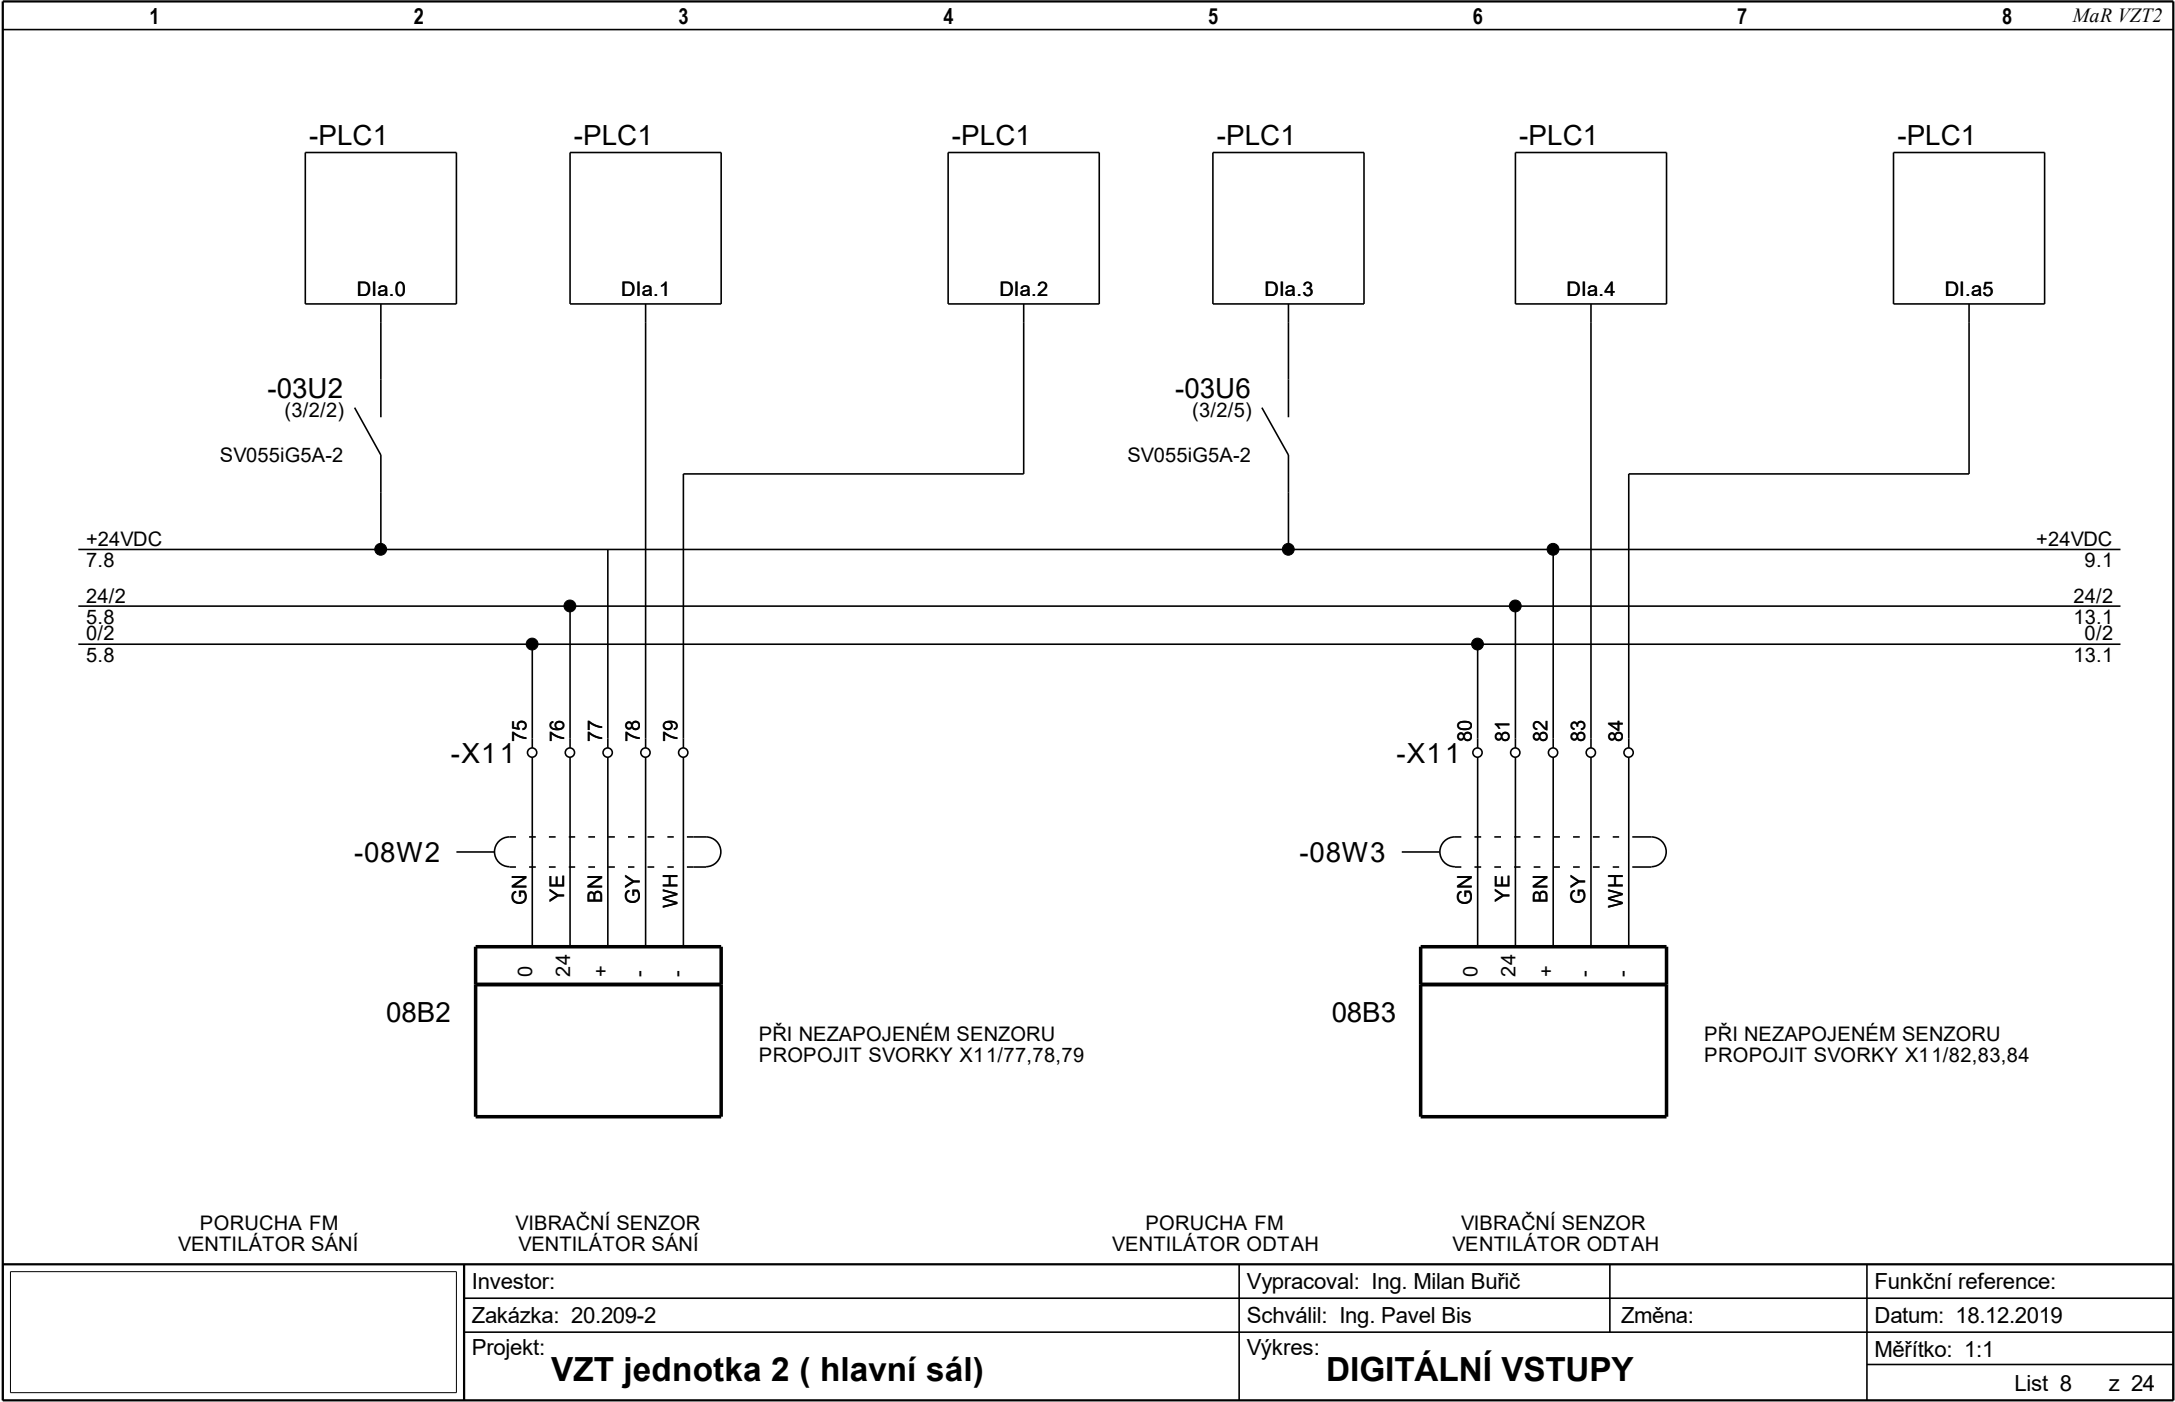 1 2 3 4 5 6 7 8 MaR VZT2
-PLC1 -PLC1 -PLC1 -PLC1 -PLC1 -PLC1
DIa.0 DIa.1 DIa.2 DIa.3 DIa.4 DI.a5
-03U2 -03U6
(3/2/2) (3/2/5)
SV055iG5A-2 SV055iG5A-2
+24VDC +24VDC
7.8 9.1
24/2 24/2
5.8 13.1
0/2 0/2
5.8 13.1
-X11 75 76 77 78 79 -X11 80 81 82 83 84
-08W2 -08W3
GN YE BN GY WH GN YE BN GY WH
0 24 + - - 0 24 + - -
08B2 08B3
PŘI NEZAPOJENÉM SENZORU
PROPOJIT SVORKY X11/77,78,79
PŘI NEZAPOJENÉM SENZORU
PROPOJIT SVORKY X11/82,83,84
PORUCHA FM
VENTILÁTOR SÁNÍ
VIBRAČNÍ SENZOR
VENTILÁTOR SÁNÍ
PORUCHA FM
VENTILÁTOR ODTAH
VIBRAČNÍ SENZOR
VENTILÁTOR ODTAH
Investor: Vypracoval: Ing. Milan Buřič Funkční reference:
Zakázka: 20.209-2 Schválil: Ing. Pavel Bis Změna: Datum: 18.12.2019
Projekt: VZT jednotka 2 ( hlavní sál) Výkres: DIGITÁLNÍ VSTUPY Měřítko: 1:1
List 8 z 24